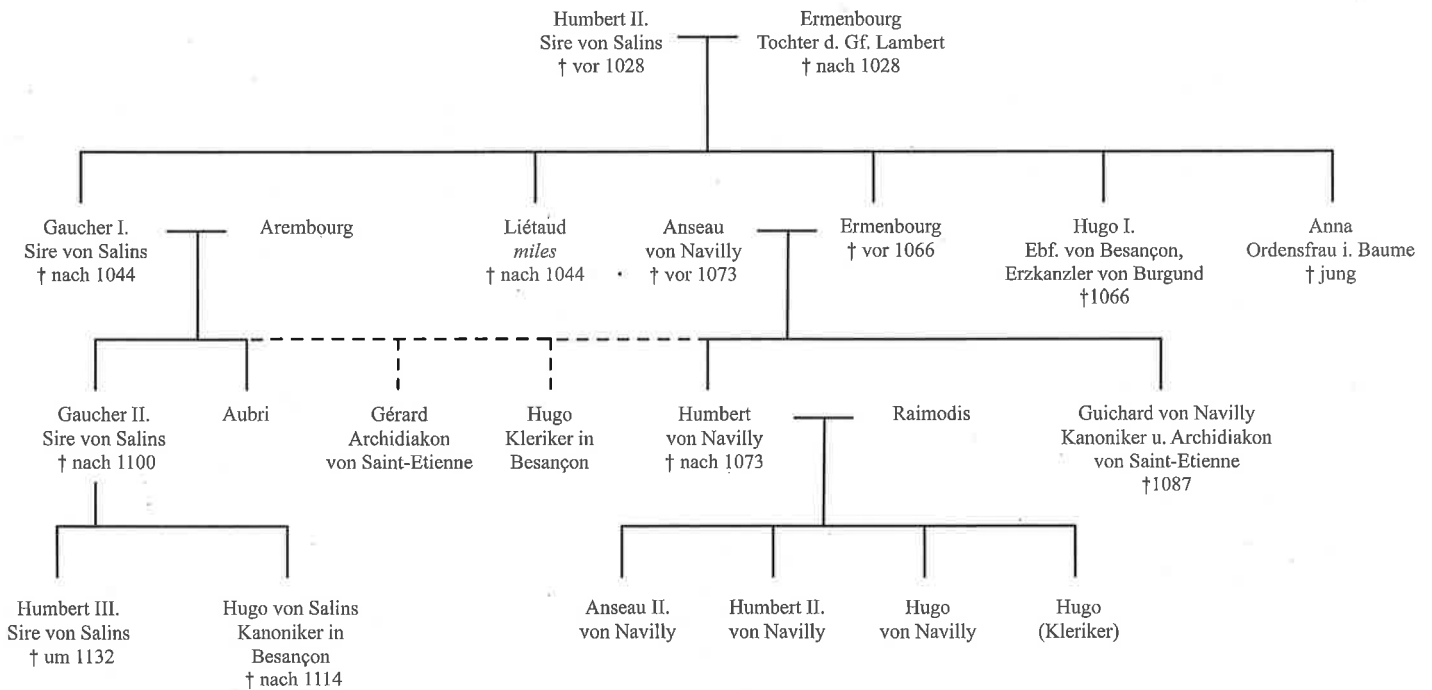 Humbert II.
Sire von Salins
† vor 1028
Ermenbourg
Tochter d. Gf. Lambert
† nach 1028
Gaucher I.
Sire von Salins
† nach 1044
Arembourg
Liétaud
miles
† nach 1044
Anseau
von Navilly
† vor 1073
Ermenbourg
† vor 1066
Hugo I.
Ebf. von Besançon,
Erzkanzler von Burgund
†1066
Anna
Ordensfrau i. Baume
† jung
Gaucher II.
Sire von Salins
† nach 1100
Aubri
Gérard
Archidiakon
von Saint-Etienne
Hugo
Kleriker in
Besançon
Humbert
von Navilly
† nach 1073
Raimodis
Guichard von Navilly
Kanoniker u. Archidiakon
von Saint-Etienne
†1087
Humbert III.
Sire von Salins
† um 1132
Hugo von Salins
Kanoniker in
Besançon
† nach 1114
Anseau II.
von Navilly
Humbert II.
von Navilly
Hugo
von Navilly
Hugo
(Kleriker)